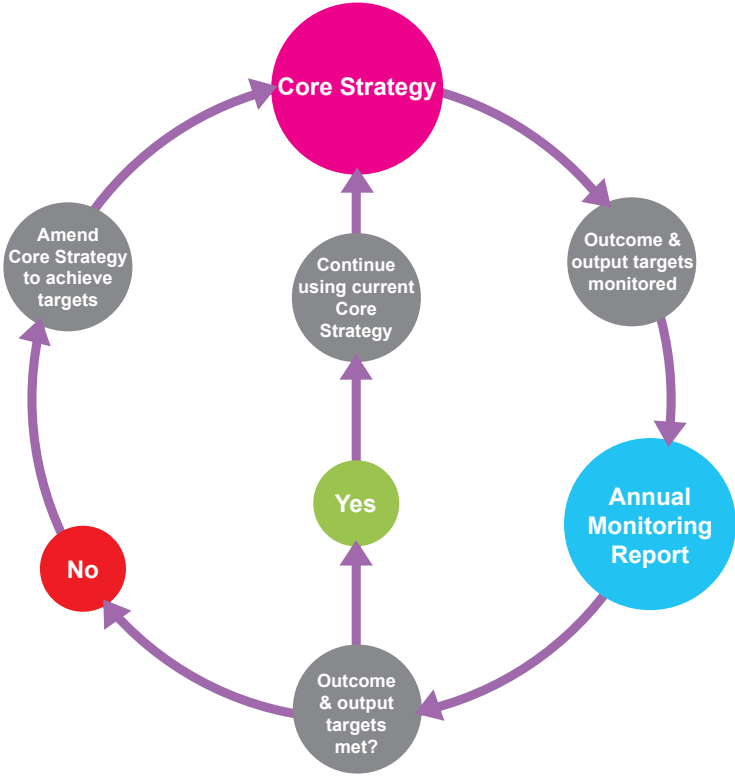 Core Strategy
Outcome &
output targets
monitored
Annual
Monitoring
Report
Outcome
& output
targets
met?
Yes
Continue
using current
Core
Strategy
No
Amend
Core Strategy
to achieve
targets